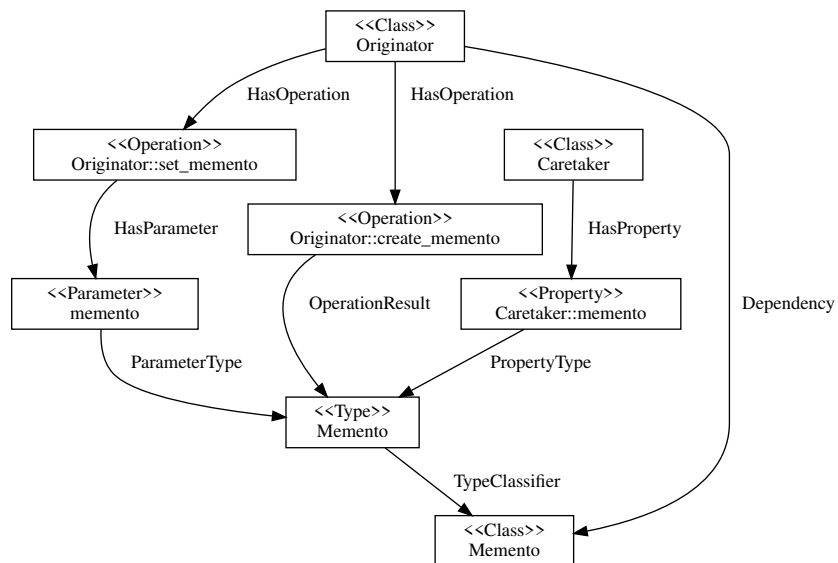 <<Class>>
Originator
HasOperation
HasOperation
<<Operation>>
Originator::set_memento
<<Class>>
Caretaker
HasParameter
<<Operation>>
Originator::create_memento
HasProperty
<<Parameter>>
memento
OperationResult
<<Property>>
Caretaker::memento
Dependency
ParameterType
PropertyType
<<Type>>
Memento
TypeClassifier
<<Class>>
Memento